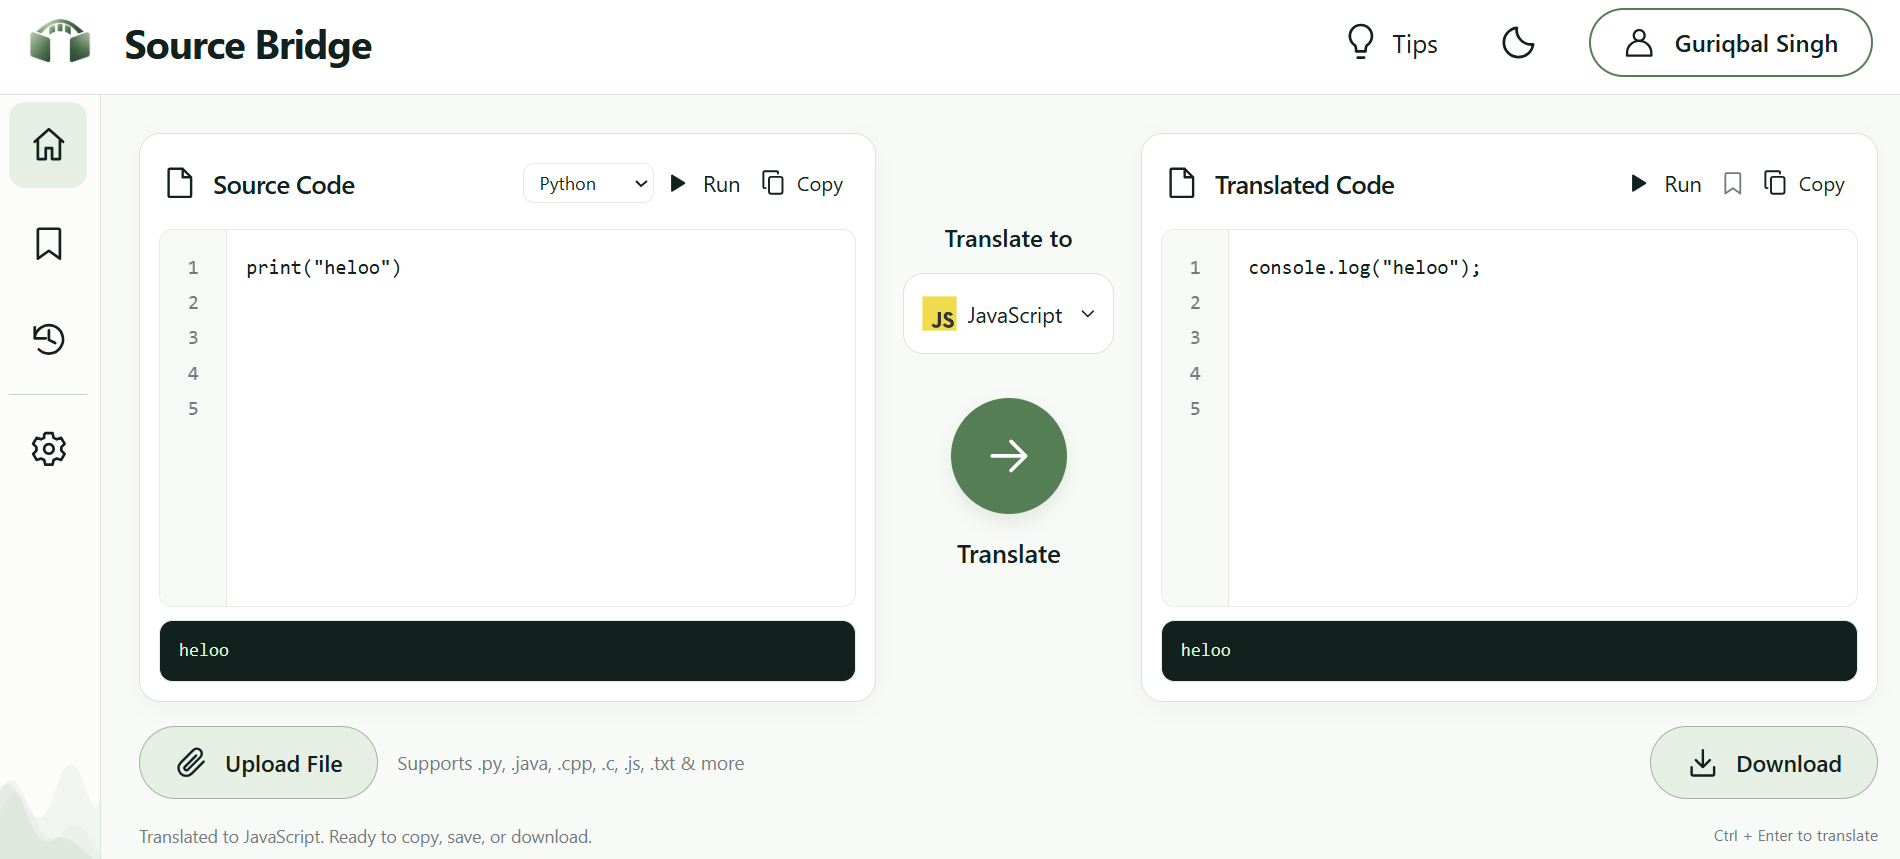 Source Bridge
Tips
Guriqbal Singh
Source Code
Python
Run
Copy
1 print("heloo")
2
3
4
5
heloo
Translate to
JS JavaScript
Translate
Translated Code
Run
Copy
1 console.log("heloo");
2
3
4
5
heloo
Upload File
Supports .py, .java, .cpp, .c, .js, .txt & more
Download
Translated to JavaScript. Ready to copy, save, or download.
Ctrl + Enter to translate